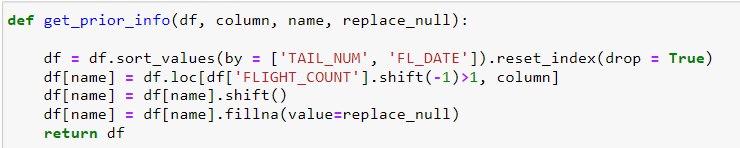 def get_prior_info(df, column, name, replace_null):
df = df.sort_values(by = ['TAIL_NUM', 'FL_DATE']).reset_index(drop = True)
df[name] = df.loc[df['FLIGHT_COUNT'].shift(-1)>1, column]
df[name] = df[name].shift()
df[name] = df[name].fillna(value=replace_null)
return df